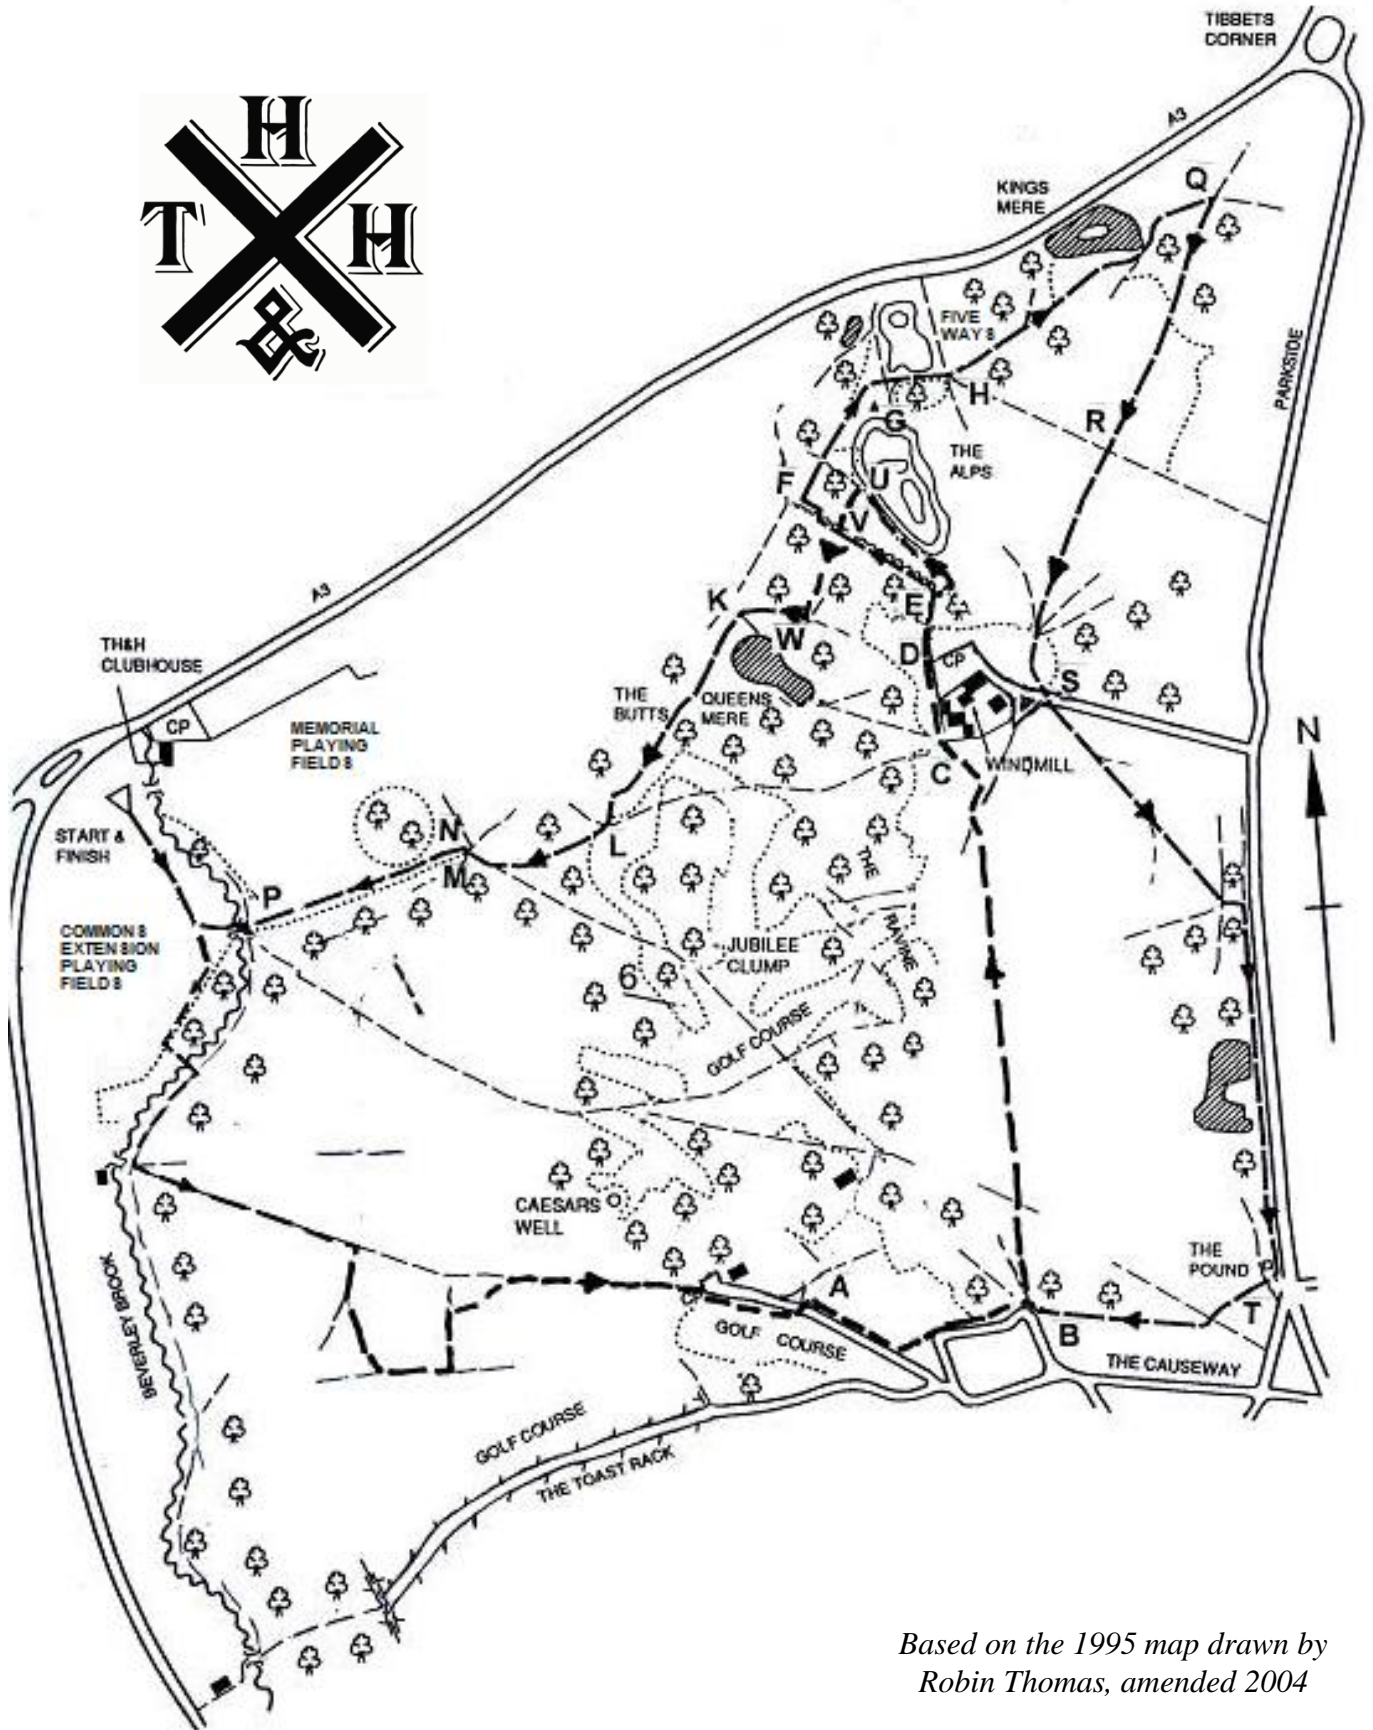 TIBBETS
CORNER
H
T H
&
A3
KINGS
MERE
Q
FIVE
WAYS
PARKSIDE
H
R
G
THE
ALPS
F
U
V
A3
K
E
W
D
CP
S
TH&H
CLUBHOUSE
CP
THE
BUTTS
QUEENS
MERE
MEMORIAL
PLAYING
FIELDS
N
C
WINDMILL
START &
FINISH
N
L
M
THE
RAVINE
P
COMMONS
EXTENSION
PLAYING
FIELDS
JUBILEE
CLUMP
6
GOLF COURSE
CAESARS
WELL
BEVERLEY BROOK
THE
POUND
P
CP
A
T
B
GOLF COURSE
THE CAUSEWAY
GOLF COURSE
THE TOAST RACK
Based on the 1995 map drawn by
Robin Thomas, amended 2004